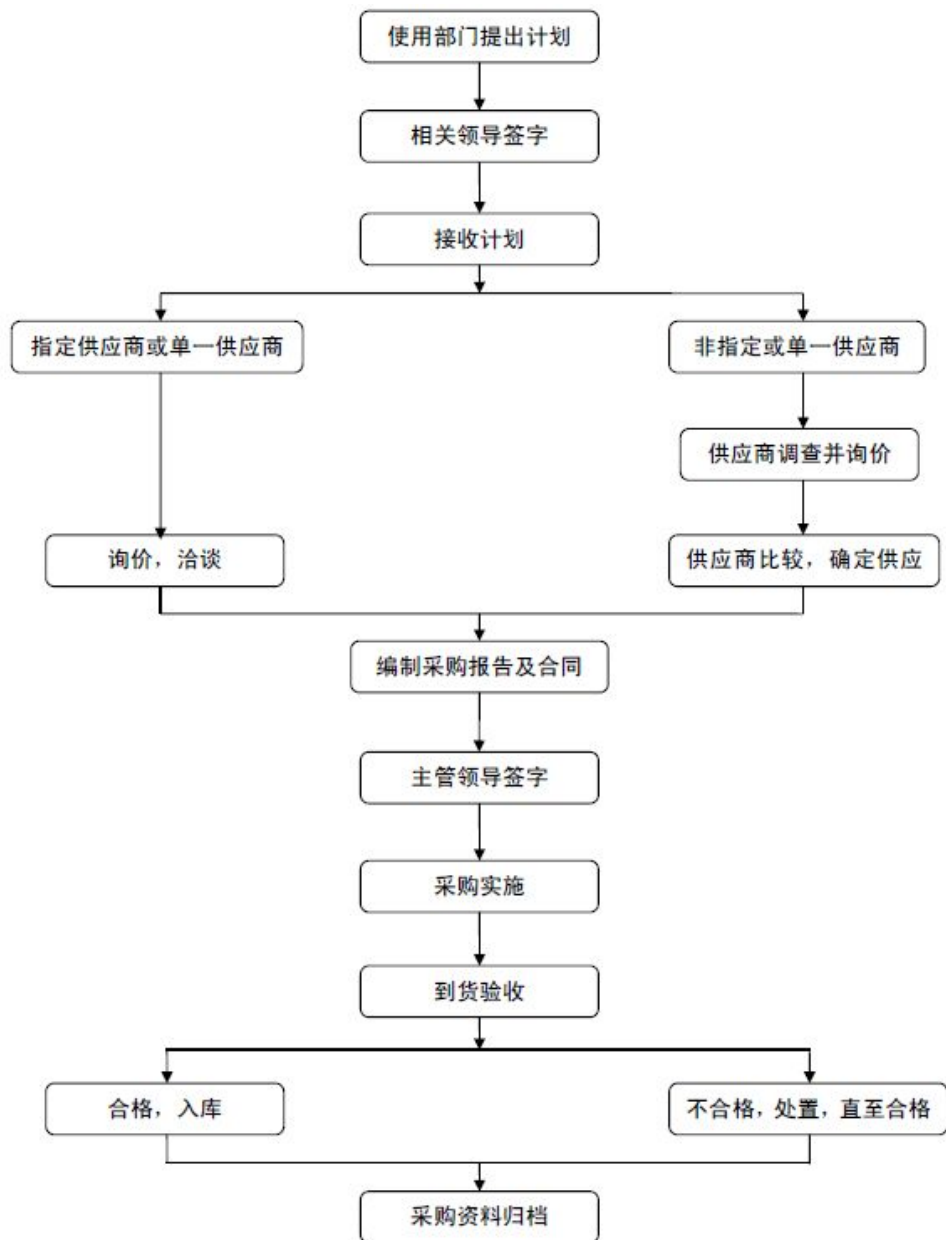 使用部门提出计划
相关领导签字
接收计划
指定供应商或单一供应商
非指定或单一供应商
供应商调查并询价
询价，洽谈
供应商比较，确定供应
编制采购报告及合同
主管领导签字
采购实施
到货验收
合格，入库
不合格，处置，直至合格
采购资料归档